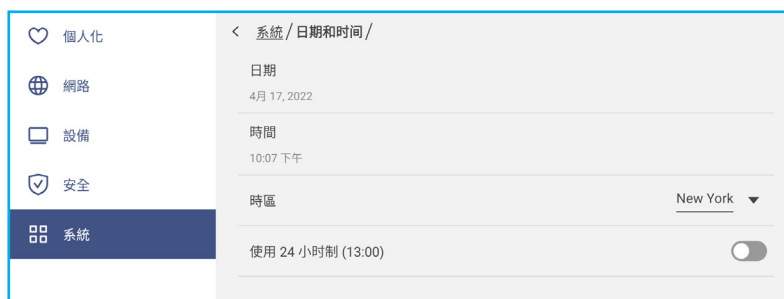 個人化
網路
設備
安全
系統
< 系統 / 日期和时间 /
日期
4月 17, 2022
時間
10:07 下午
時區
New York
使用 24 小时制 (13:00)